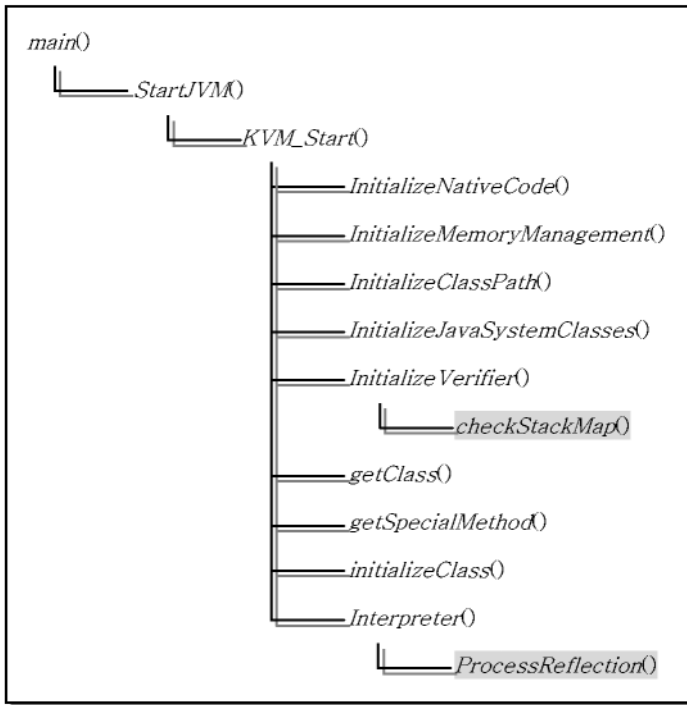 main()
StartJVM()
KVM_Start()
InitializeNativeCode()
InitializeMemoryManagement()
InitializeClassPath()
InitializeJavaSystemClasses()
InitializeVerifier()
checkStackMap()
getClass()
getSpecialMethod()
initializeClass()
Interpreter()
ProcessReflection()